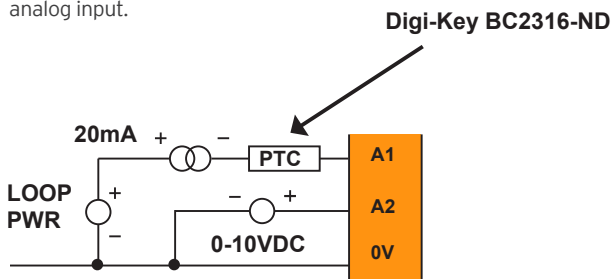 analog input.
Digi-Key BC2316-ND
20mA + –
PTC
A1
LOOP
PWR
+
–
– +
A2
0-10VDC
0V